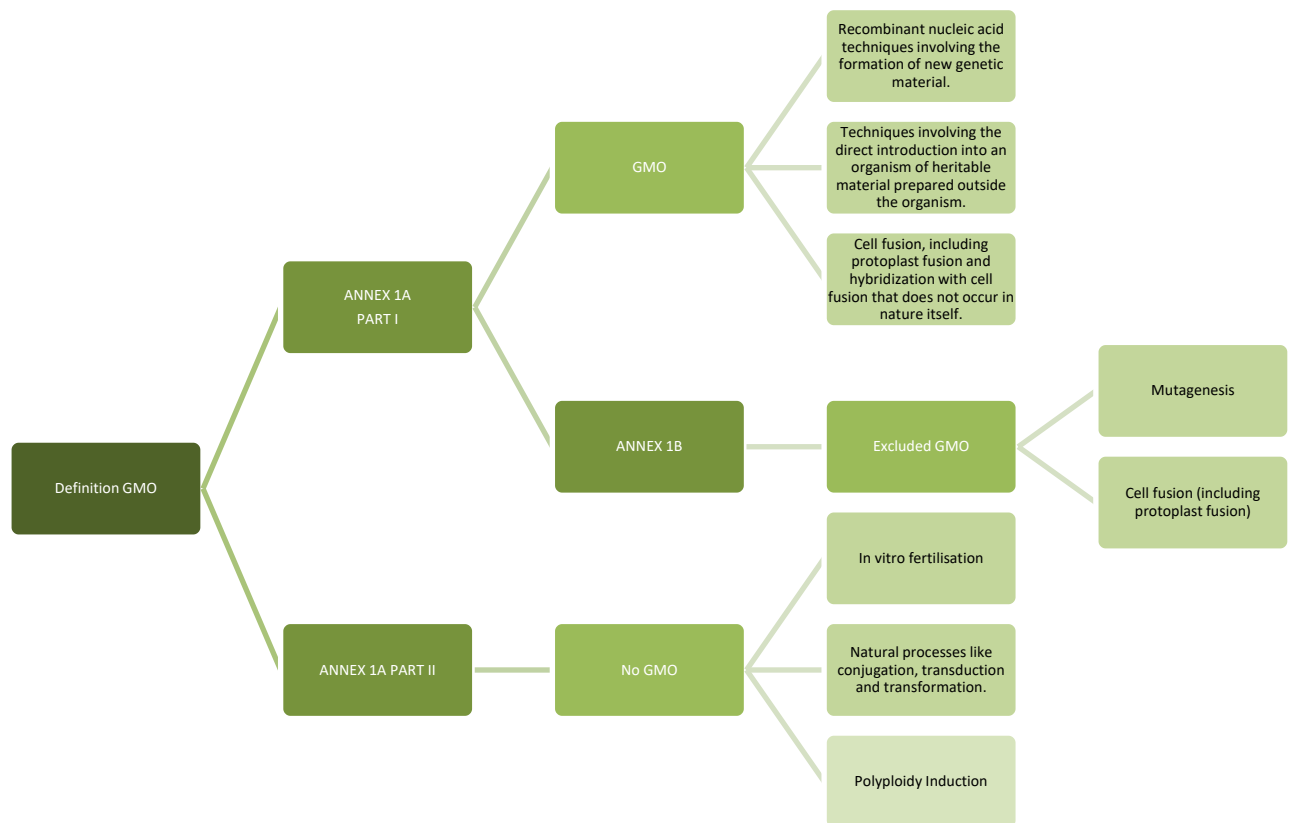 Definition GMO
ANNEX 1A
PART I
GMO
Recombinant nucleic acid
techniques involving the
formation of new genetic
material.
Techniques involving the
direct introduction into an
organism of heritable
material prepared outside
the organism.
Cell fusion, including
protoplast fusion and
hybridization with cell
fusion that does not occur in
nature itself.
ANNEX 1B
Excluded GMO
Mutagenesis
Cell fusion (including
protoplast fusion)
ANNEX 1A PART II
No GMO
In vitro fertilisation
Natural processes like
conjugation, transduction
and transformation.
Polyploidy Induction